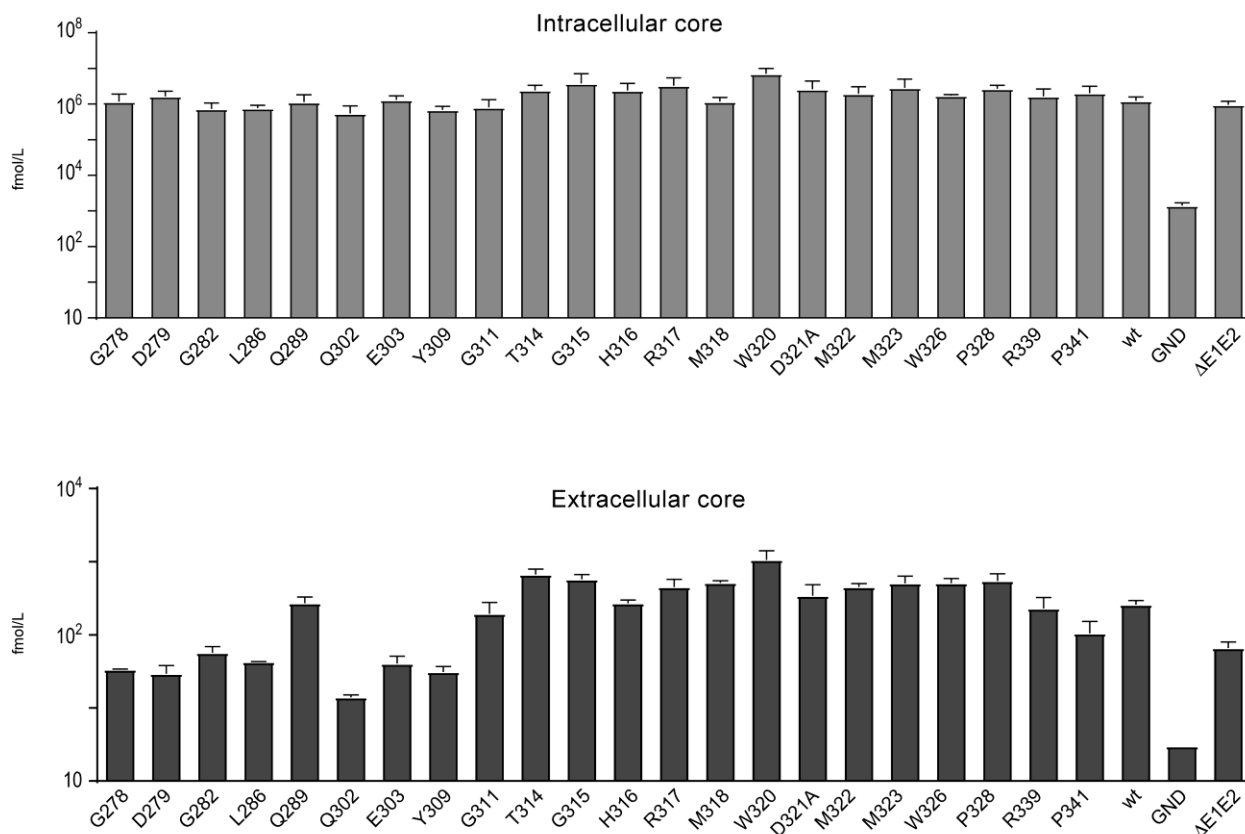 Intracellular core
10^8
10^6
10^4
10^2
10
fmol/L
G278 D279 G282 L286 Q289 Q302 E303 Y309 G311 T314 G315 H316 R317 M318 W320 D321A M322 M323 W326 P328 R339 P341 wt GND ΔE1E2
Extracellular core
10^4
10^2
10
fmol/L
G278 D279 G282 L286 Q289 Q302 E303 Y309 G311 T314 G315 H316 R317 M318 W320 D321A M322 M323 W326 P328 R339 P341 wt GND ΔE1E2